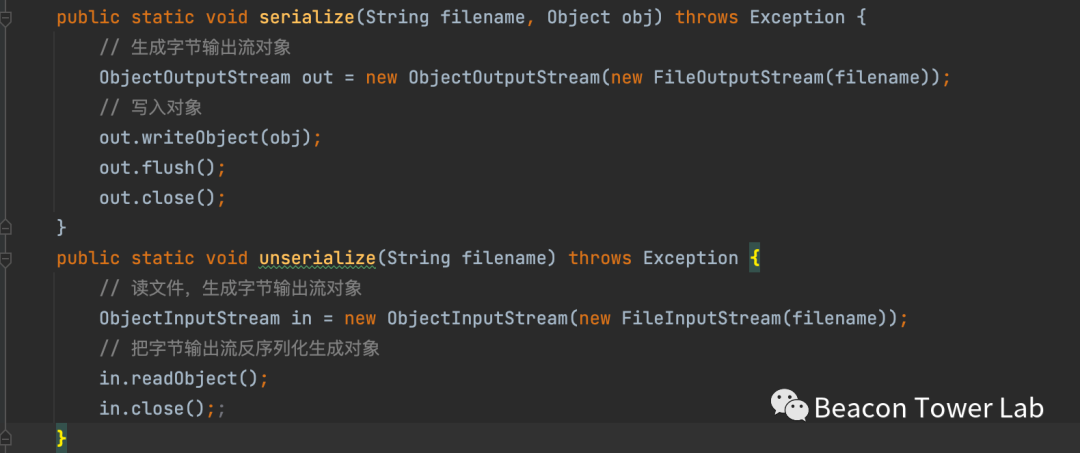 public static void serialize(String filename, Object obj) throws Exception {
// 生成字节输出流对象
ObjectOutputStream out = new ObjectOutputStream(new FileOutputStream(filename));
// 写入对象
out.writeObject(obj);
out.flush();
out.close();
}
public static void unserialize(String filename) throws Exception {
// 读文件，生成字节输出流对象
ObjectInputStream in = new ObjectInputStream(new FileInputStream(filename));
// 把字节输出流反序列化生成对象
in.readObject();
in.close();;
}
Beacon Tower Lab